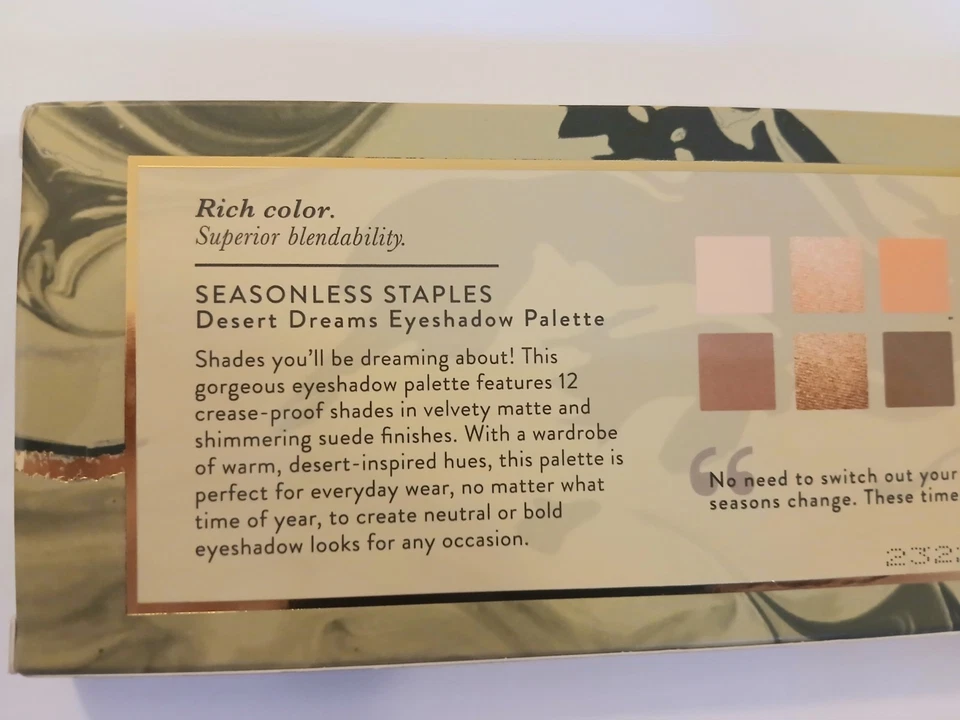 Rich color.
Superior blendability.
SEASONLESS STAPLES
Desert Dreams Eyeshadow Palette
Shades you'll be dreaming about! This
gorgeous eyeshadow palette features 12
crease-proof shades in velvety matte and
shimmering suede finishes. With a wardrobe
of warm, desert-inspired hues, this palette is
perfect for everyday wear, no matter what
time of year, to create neutral or bold
eyeshadow looks for any occasion.
“
No need to switch out your
seasons change. These time
232